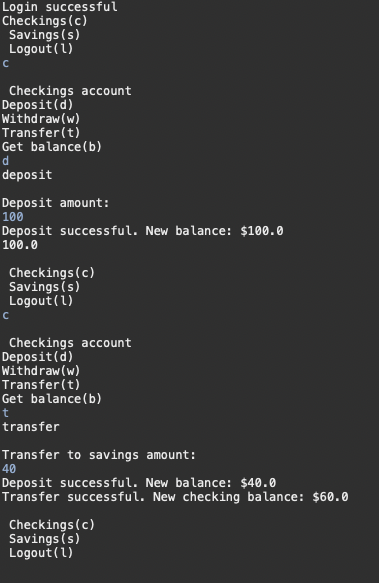 Login successful
Checkings(c)
Savings(s)
Logout(l)
c
Checkings account
Deposit(d)
Withdraw(w)
Transfer(t)
Get balance(b)
d
deposit
Deposit amount:
100
Deposit successful. New balance: $100.0
100.0
Checkings(c)
Savings(s)
Logout(l)
c
Checkings account
Deposit(d)
Withdraw(w)
Transfer(t)
Get balance(b)
t
transfer
Transfer to savings amount:
40
Deposit successful. New balance: $40.0
Transfer successful. New checking balance: $60.0
Checkings(c)
Savings(s)
Logout(l)